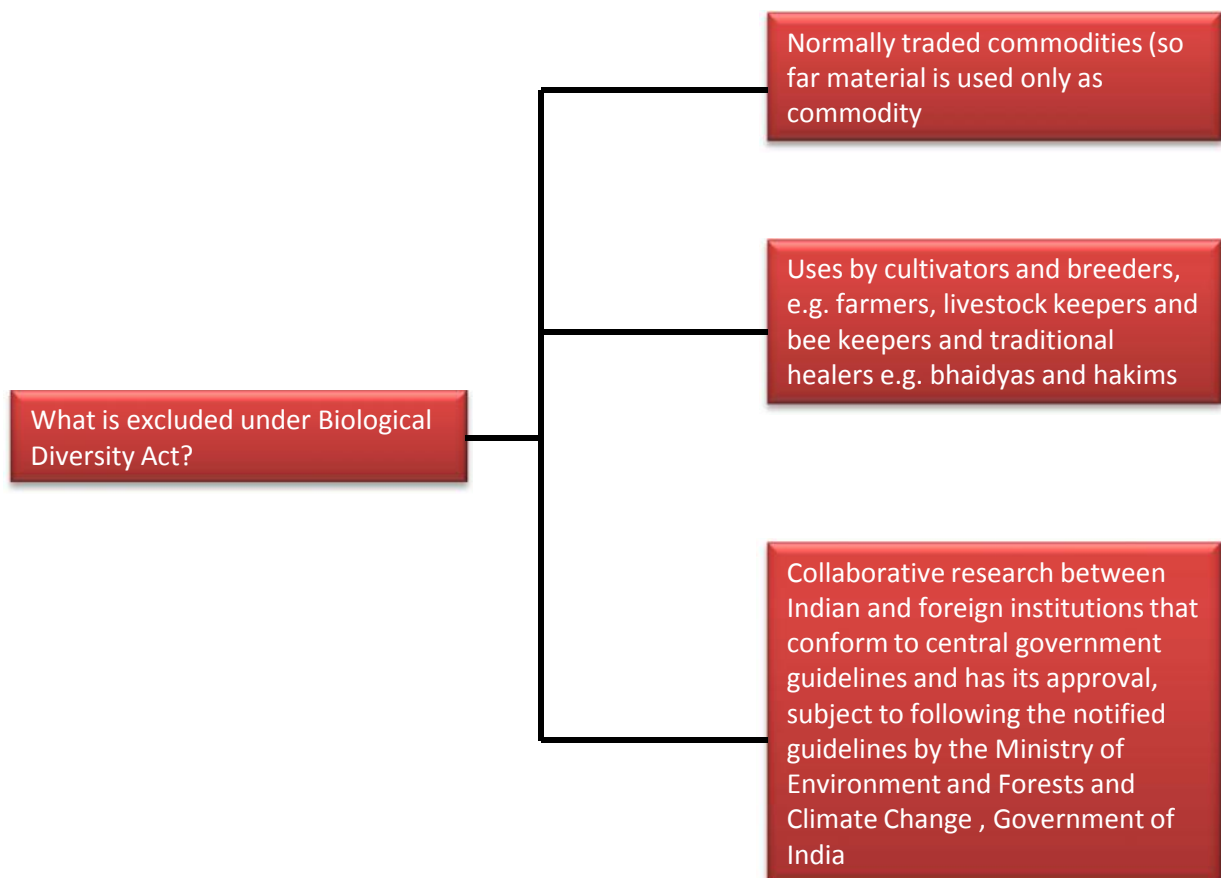 What is excluded under Biological
Diversity Act?
Normally traded commodities (so
far material is used only as
commodity
Uses by cultivators and breeders,
e.g. farmers, livestock keepers and
bee keepers and traditional
healers e.g. bhaidyas and hakims
Collaborative research between
Indian and foreign institutions that
conform to central government
guidelines and has its approval,
subject to following the notified
guidelines by the Ministry of
Environment and Forests and
Climate Change , Government of
India